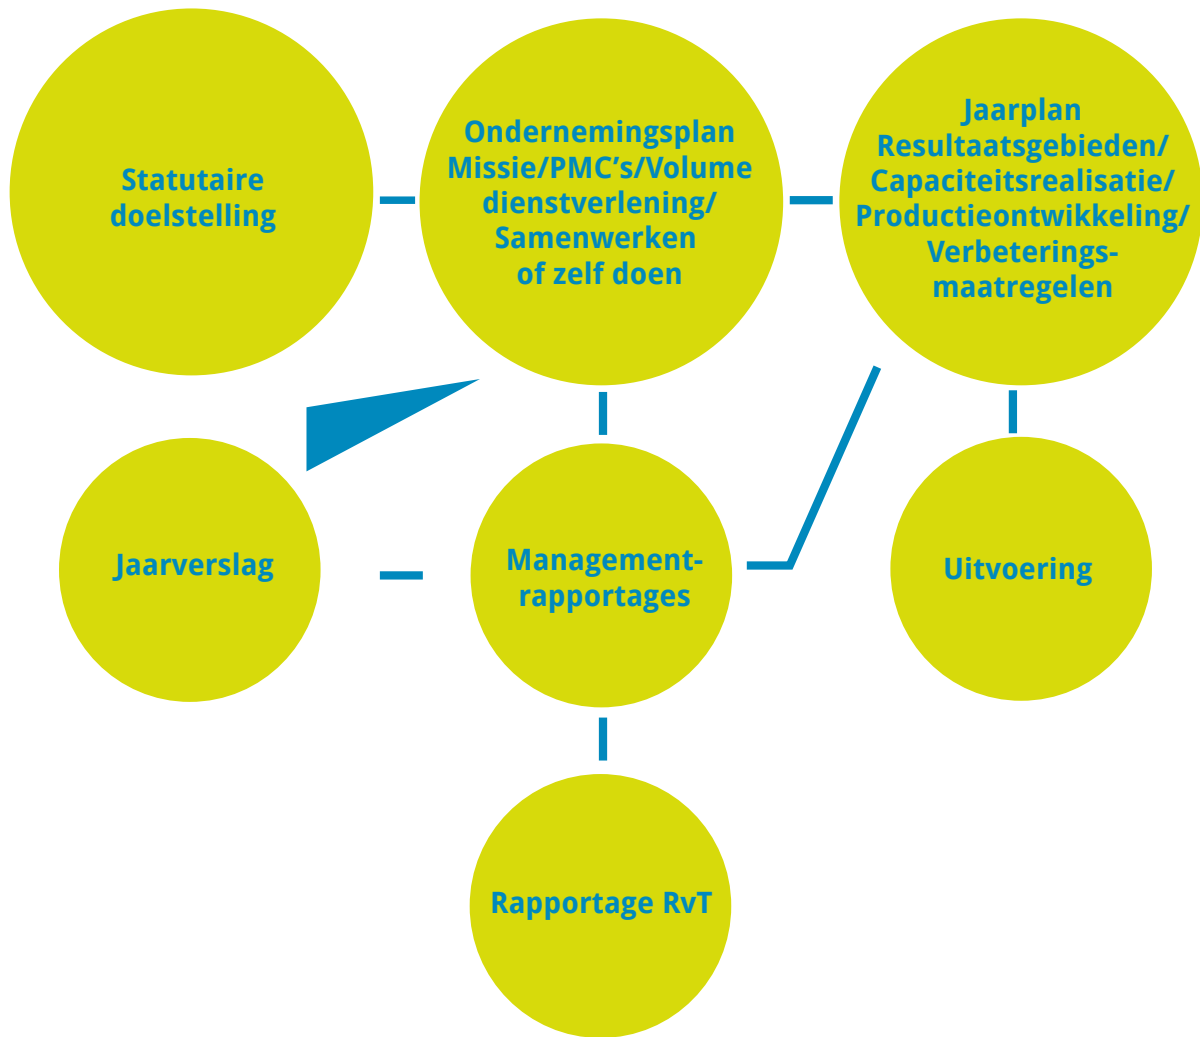 Statutaire
doelstelling
Ondernemingsplan
Missie/PMC's/Volume
dienstverlening/
Samenwerken
of zelf doen
Jaarplan
Resultaatsgebieden/
Capaciteitsrealisatie/
Productieontwikkeling/
Verbeterings-
maatregelen
Jaarverslag
Management-
rapportages
Uitvoering
Rapportage RvT